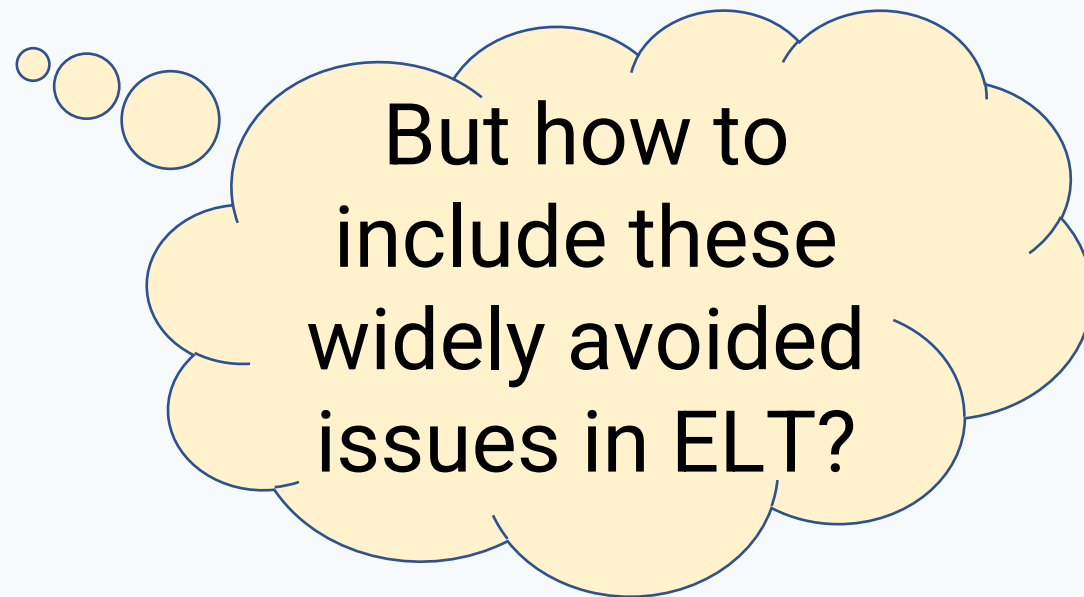 But how to
include these
widely avoided
issues in ELT?